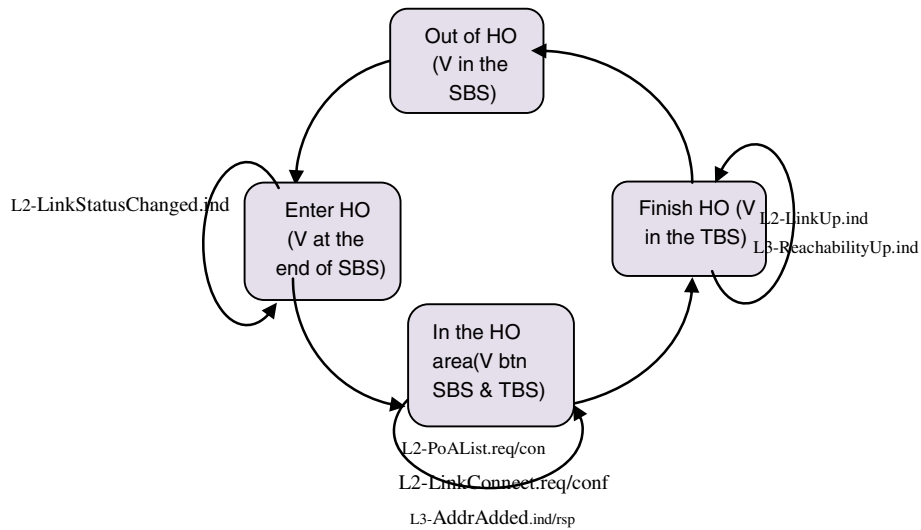 Out of HO
(V in the
SBS)
L2-LinkStatusChanged.ind
Enter HO
(V at the
end of SBS)
Finish HO (V
in the TBS)
L2-LinkUp.ind
L3-ReachabilityUp.ind
In the HO
area(V btn
SBS & TBS)
L2-PoAList.req/con
L2-LinkConnect.req/conf
L3-AddrAdded.ind/rsp